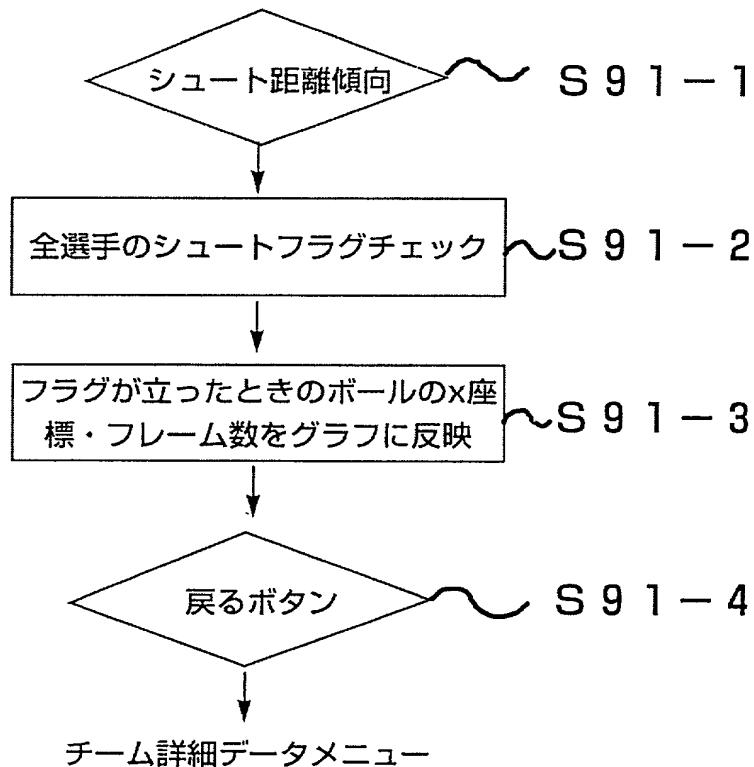 シュート距離傾向
S91-1
全選手のシュートフラグチェック
S91-2
フラグが立ったときのボールのx座
標・フレーム数をグラフに反映
S91-3
戻るボタン
S91-4
チーム詳細データメニュー